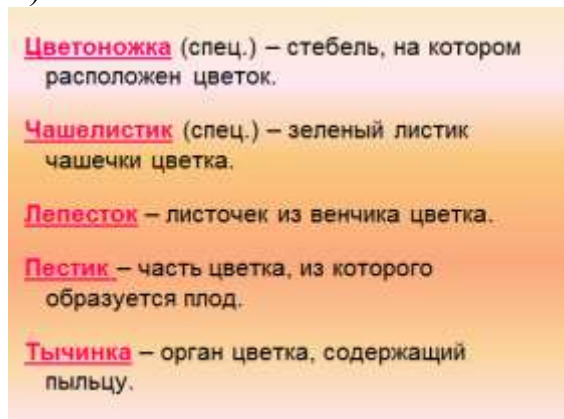 Цветоножка (спец.) – стебель, на котором
расположен цветок.
Чашелистик (спец.) – зеленый листик
чашечки цветка.
Лепесток – листочек из венчика цветка.
Пестик – часть цветка, из которого
образуется плод.
Тычинка – орган цветка, содержащий
пыльцу.